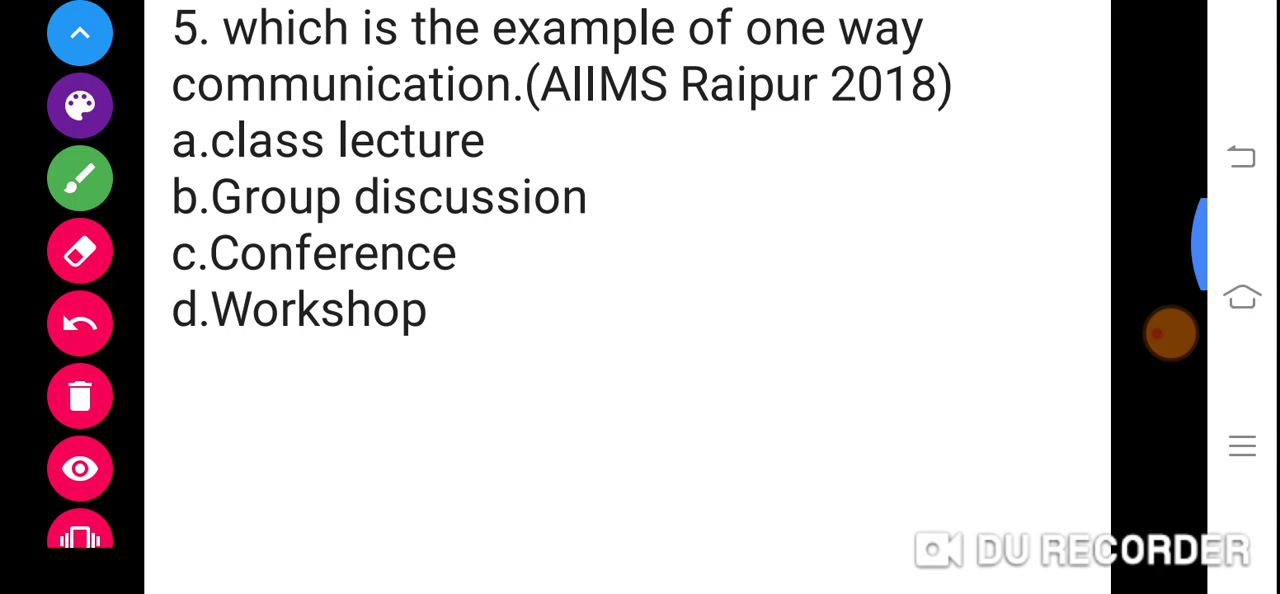 5. which is the example of one way
communication.(AIIMS Raipur 2018)
a.class lecture
b.Group discussion
c.Conference
d.Workshop
DU RECORDER